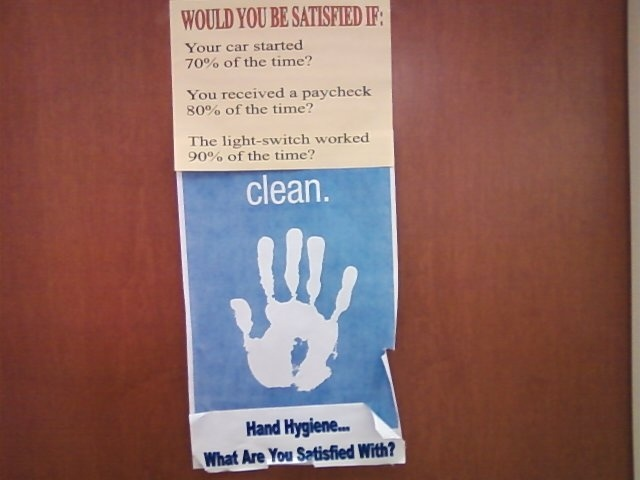 WOULD YOU BE SATISFIED IF:
Your car started
70% of the time?
You received a paycheck
80% of the time?
The light-switch worked
90% of the time?
clean.
Hand Hygiene...
What Are You Satisfied With?